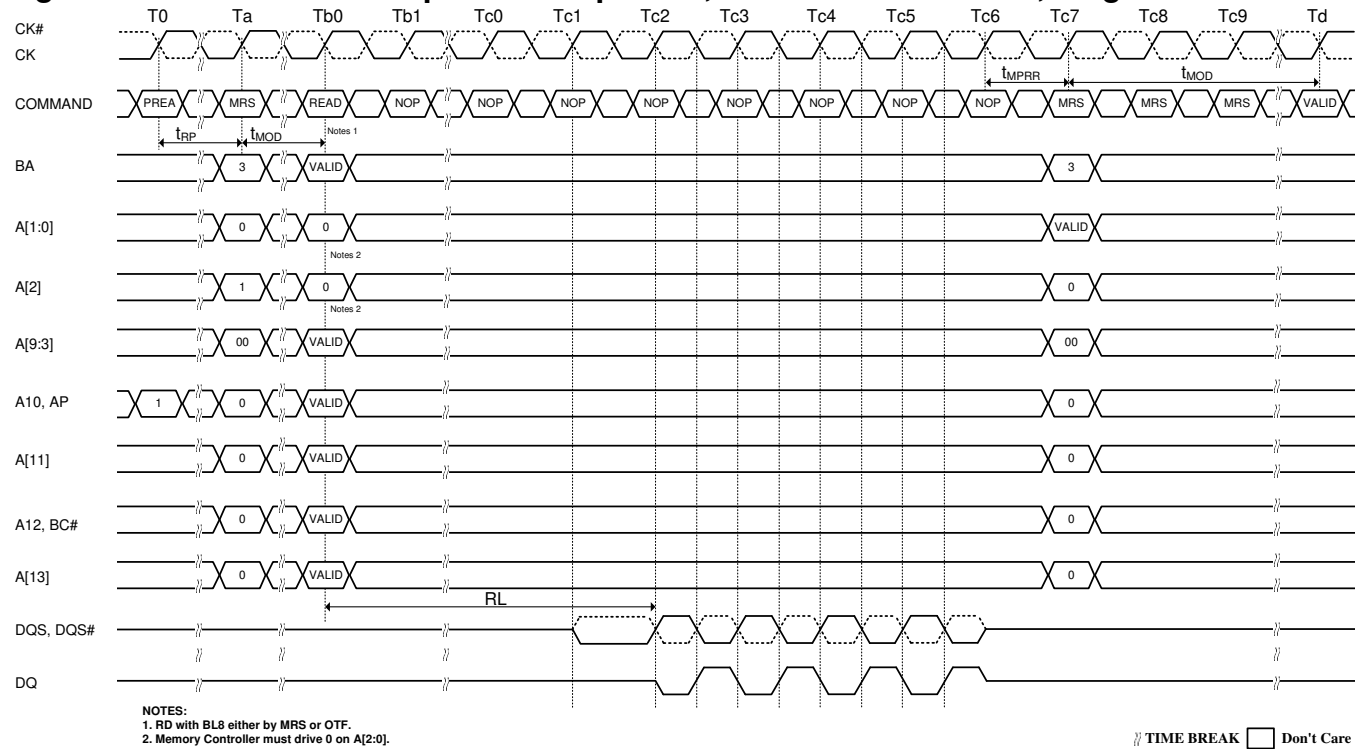 T0 Ta Tb0 Tb1 Tc0 Tc1 Tc2 Tc3 Tc4 Tc5 Tc6 Tc7 Tc8 Tc9 Td
CK#
CK
tMPRR tMOD
COMMAND PREA MRS READ NOP NOP NOP NOP NOP NOP NOP NOP MRS MRS MRS VALID
tRP tMOD Notes 1
BA 3 VALID 3
A[1:0] 0 0 VALID
Notes 2
A[2] 1 0 0
Notes 2
A[9:3] 00 VALID 00
A10, AP 1 0 VALID 0
A[11] 0 VALID 0
A12, BC# 0 VALID 0
A[13] 0 VALID 0
RL
DQS, DQS#
DQ
NOTES:
1. RD with BL8 either by MRS or OTF.
2. Memory Controller must drive 0 on A[2:0].
TIME BREAK Don't Care